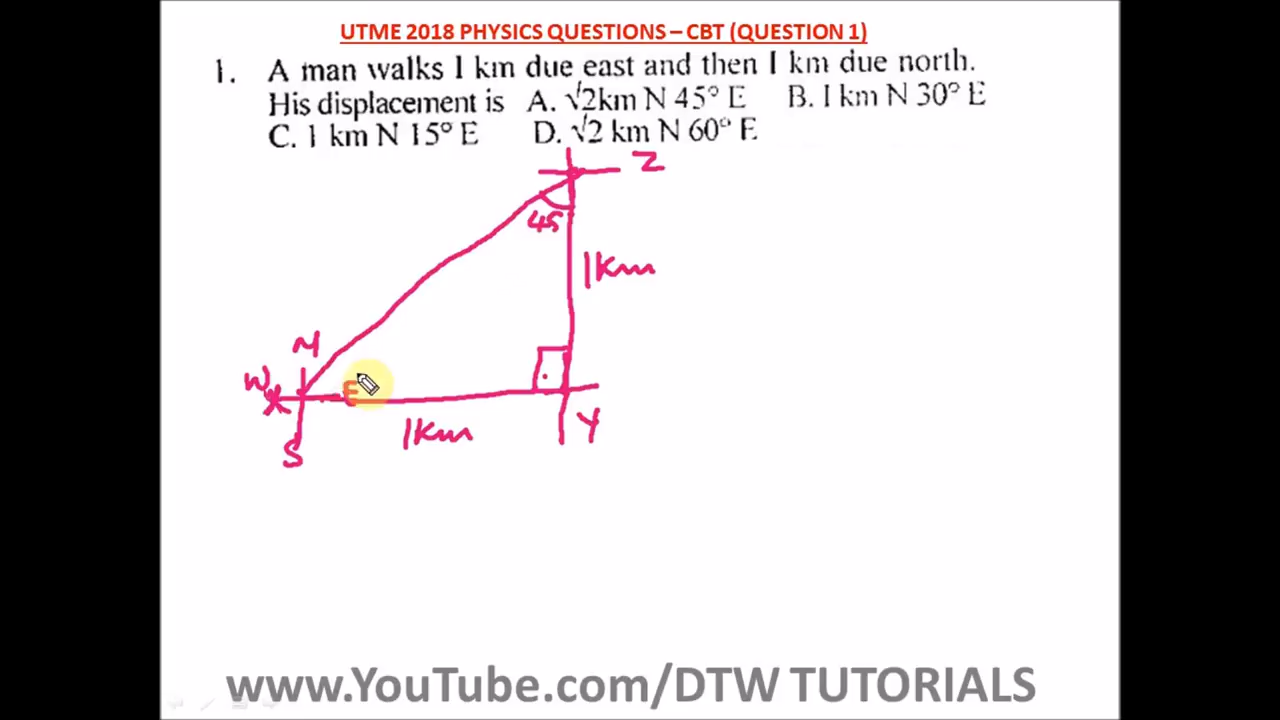 UTME 2018 PHYSICS QUESTIONS – CBT (QUESTION 1)
1. A man walks 1 km due east and then 1 km due north.
His displacement is A. √2km N 45° E B. 1 km N 30° E
C. 1 km N 15° E D. √2 km N 60° E
Z
45
1km
N
W
E
X
1km
Y
S
www.YouTube.com/DTW TUTORIALS